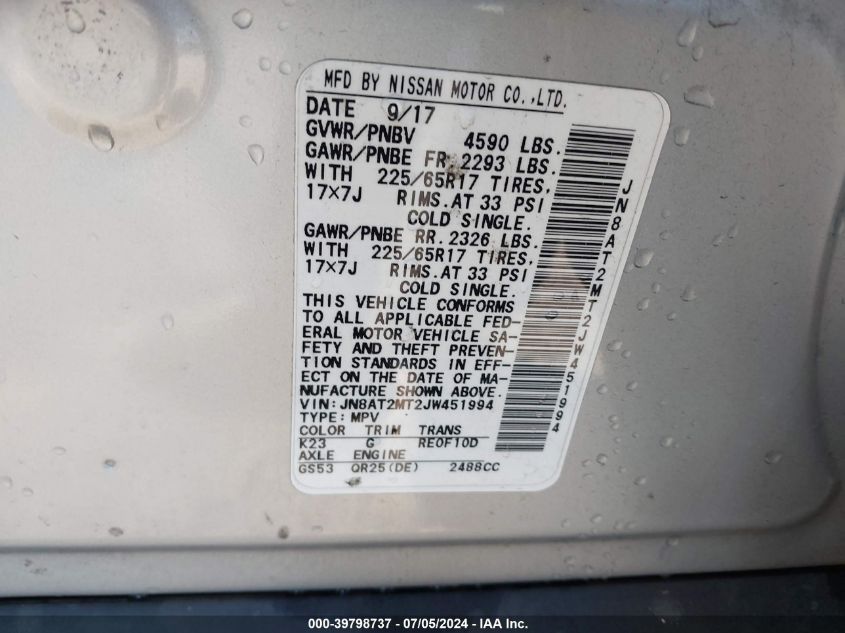 MFD BY NISSAN MOTOR CO.,LTD.
DATE 9/17
GVWR/PNBV 4590 LBS.
GAWR/PNBE FR. 2293 LBS.
WITH 225/65R17 TIRES,
17×7J RIMS.AT 33 PSI
COLD SINGLE.
GAWR/PNBE RR. 2326 LBS.
WITH 225/65R17 TIRES,
17×7J RIMS.AT 33 PSI
COLD SINGLE.
THIS VEHICLE CONFORMS
TO ALL APPLICABLE FED-
ERAL MOTOR VEHICLE SA-
FETY AND THEFT PREVEN-
TION STANDARDS IN EFF-
ECT ON THE DATE OF MA-
NUFACTURE SHOWN ABOVE.
VIN: JN8AT2MT2JW451994
TYPE: MPV
COLOR TRIM TRANS
K23 G RE0F10D
AXLE ENGINE
GS53 QR25(DE) 2488CC
JN8AT2MT2JW451994
000-39798737 - 07/05/2024 - IAA Inc.